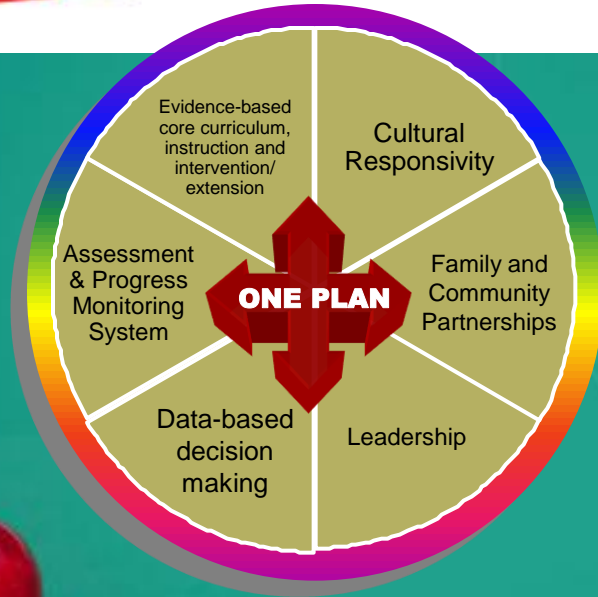 Evidence-based
core curriculum,
instruction and
intervention/
extension
Cultural
Responsivity
Assessment
& Progress
Monitoring
System
ONE PLAN
Family and
Community
Partnerships
Data-based
decision
making
Leadership